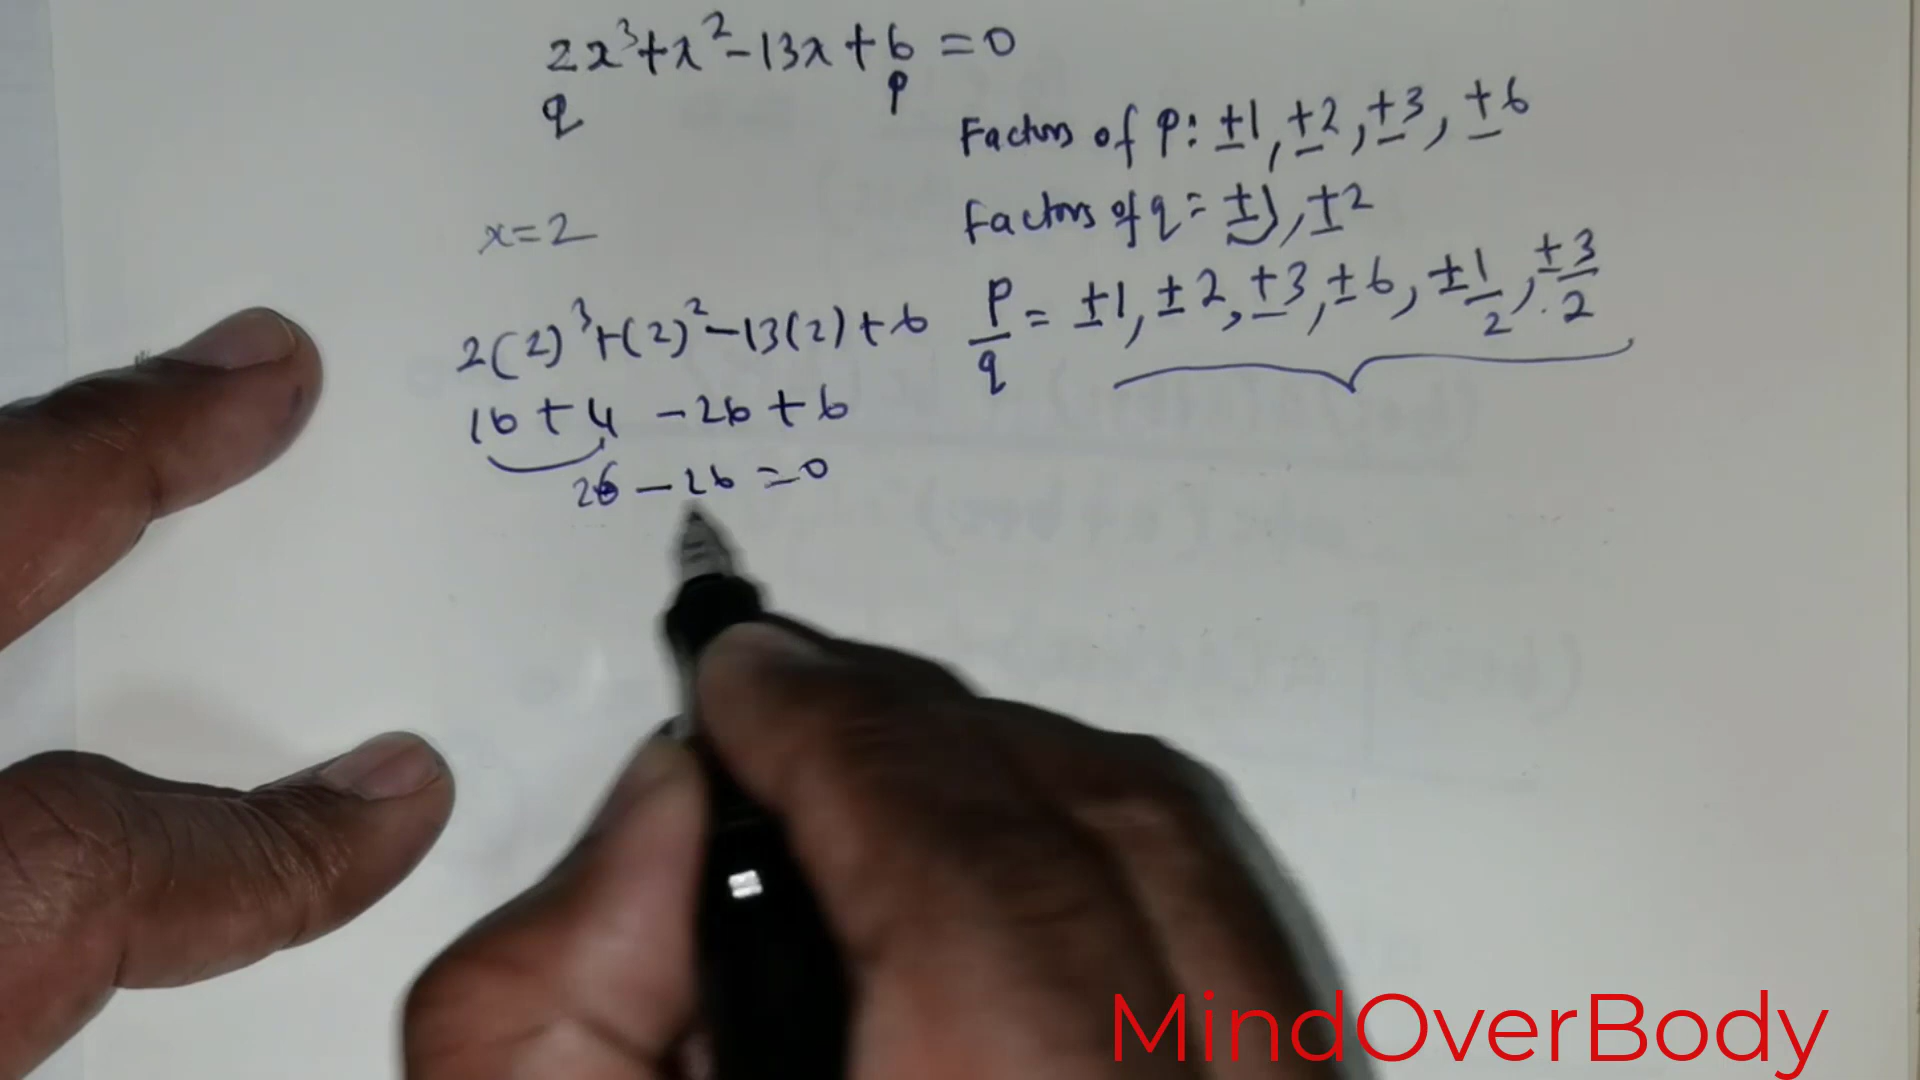 2x³+x²-13x+6 =0
q p
Factors of p: ±1, ±2, ±3, ±6
x=2
Factors of q= ±1, ±2
2(2)³+(2)²-13(2)+6
p/q = ±1, ±2, ±3, ±6, ±1/2, ±3/2
16+4 -26+6
26-26=0
MindOverBody